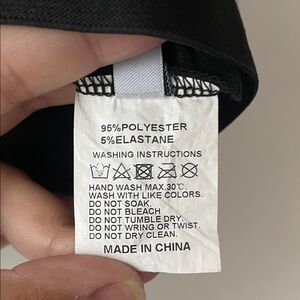 95%POLYESTER
5%ELASTANE
WASHING INSTRUCTIONS
HAND WASH MAX.30℃.
WASH WITH LIKE COLORS.
DO NOT SOAK.
DO NOT BLEACH
DO NOT TUMBLE DRY.
DO NOT WRING OR TWIST.
DO NOT DRY CLEAN.
MADE IN CHINA